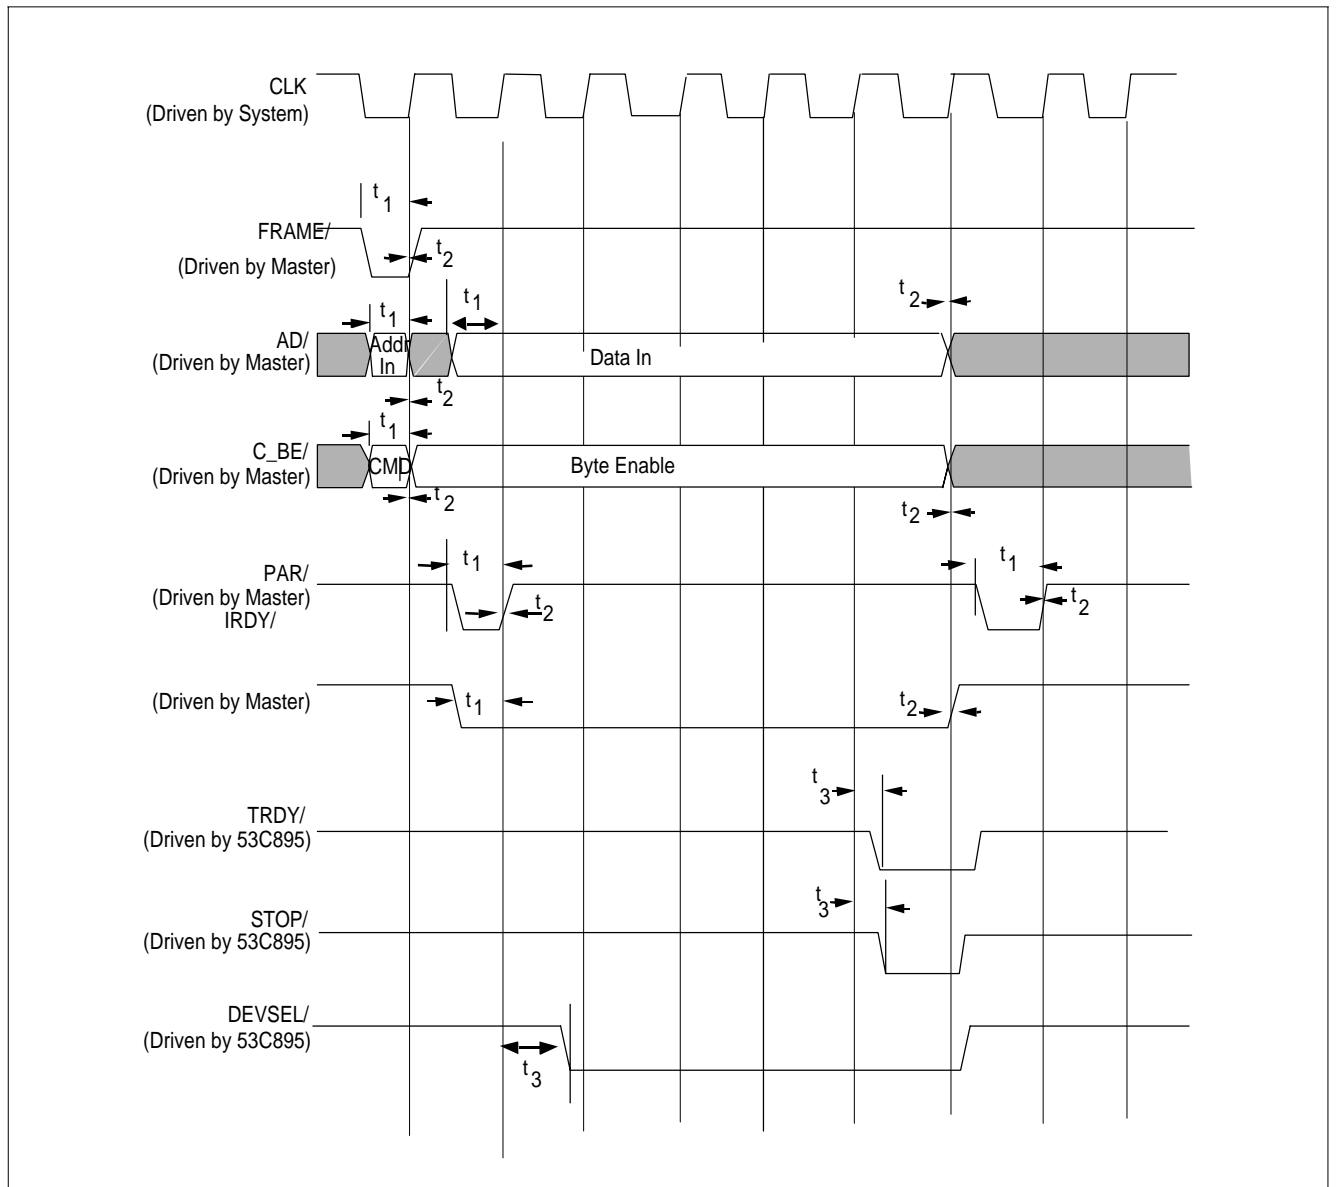 CLK
(Driven by System)
t1
FRAME/
t2
(Driven by Master)
t1
t1
t2
AD/
(Driven by Master)
Addr
In
Data In
t2
t1
C_BE/
(Driven by Master)
CMD
Byte Enable
t2
t2
PAR/
(Driven by Master)
IRDY/
t1
t2
t1
t2
(Driven by Master)
t1
t2
t3
TRDY/
(Driven by 53C895)
t3
STOP/
(Driven by 53C895)
DEVSEL/
(Driven by 53C895)
t3